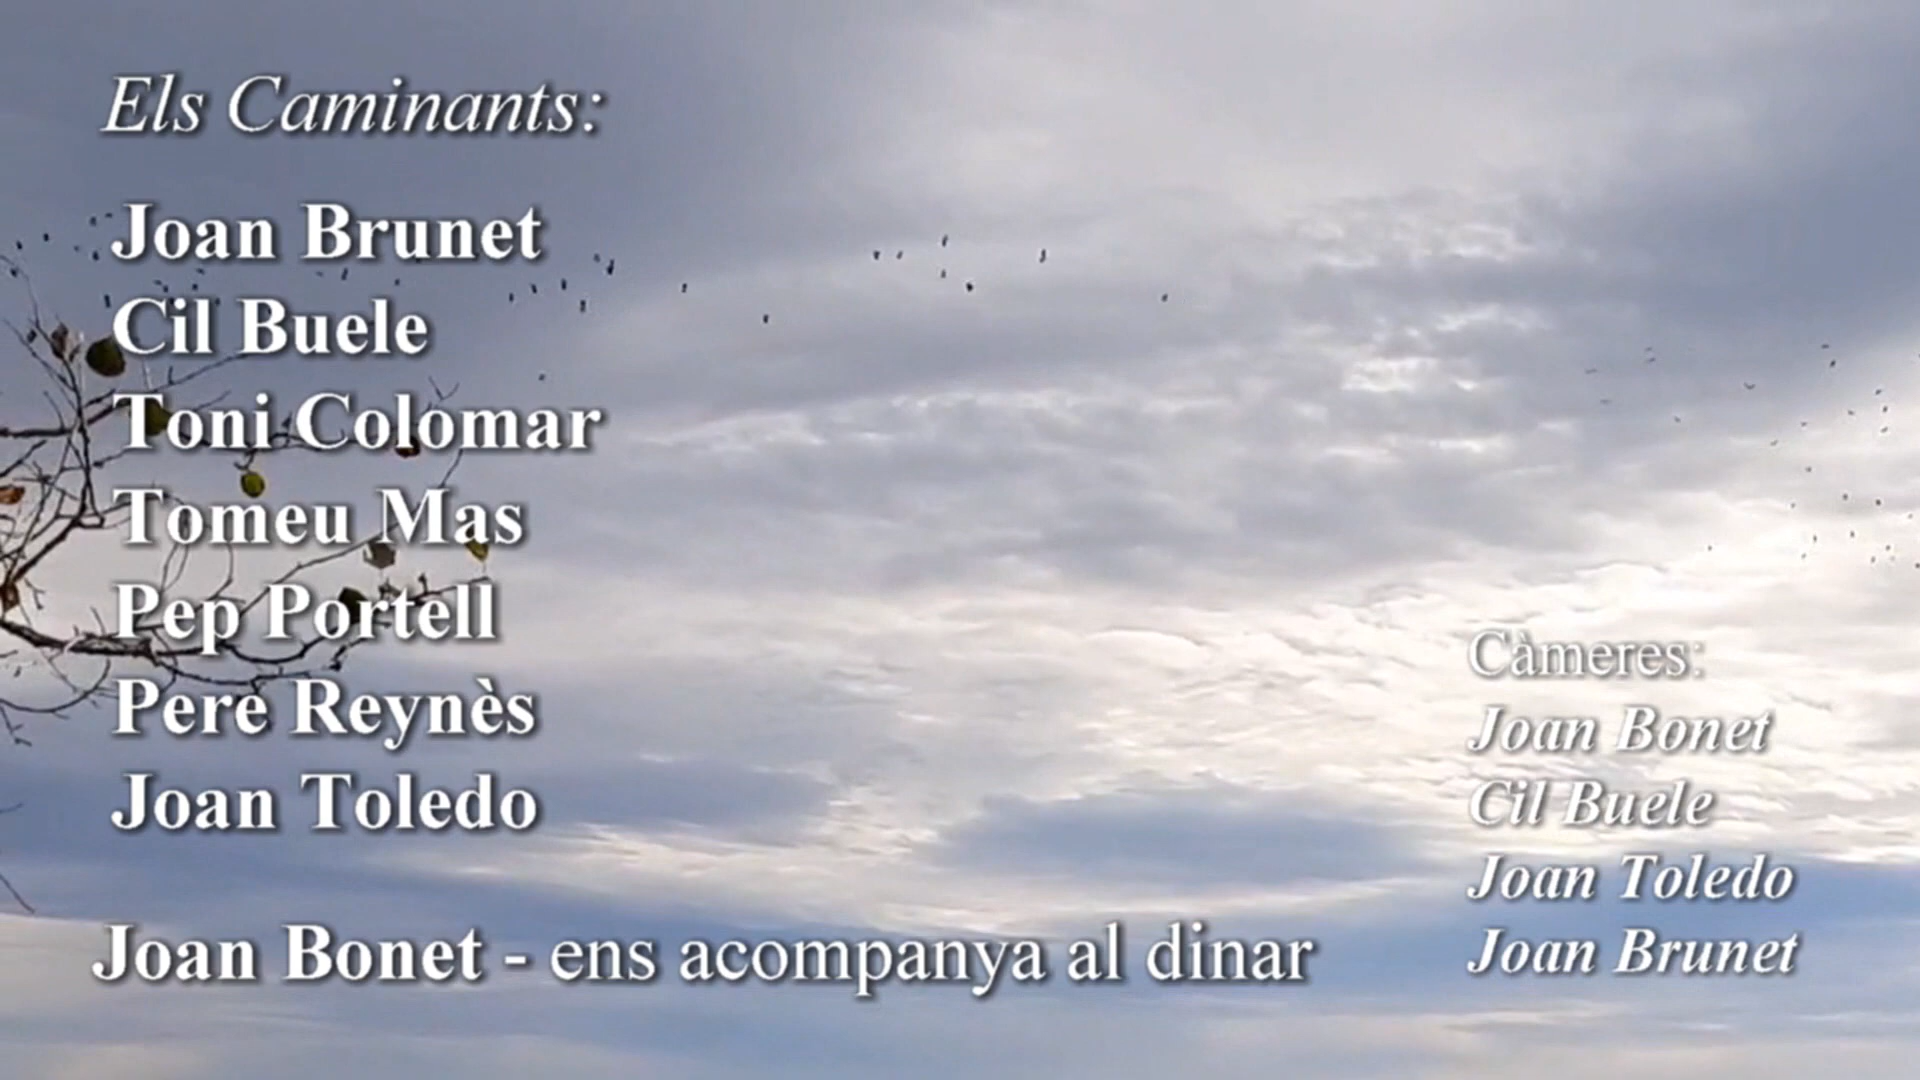 Els Caminants:
Joan Brunet
Cil Buele
Toni Colomar
Tomeu Mas
Pep Portell
Pere Reynès
Joan Toledo
Joan Bonet - ens acompanya al dinar
Càmeres:
Joan Bonet
Cil Buele
Joan Toledo
Joan Brunet